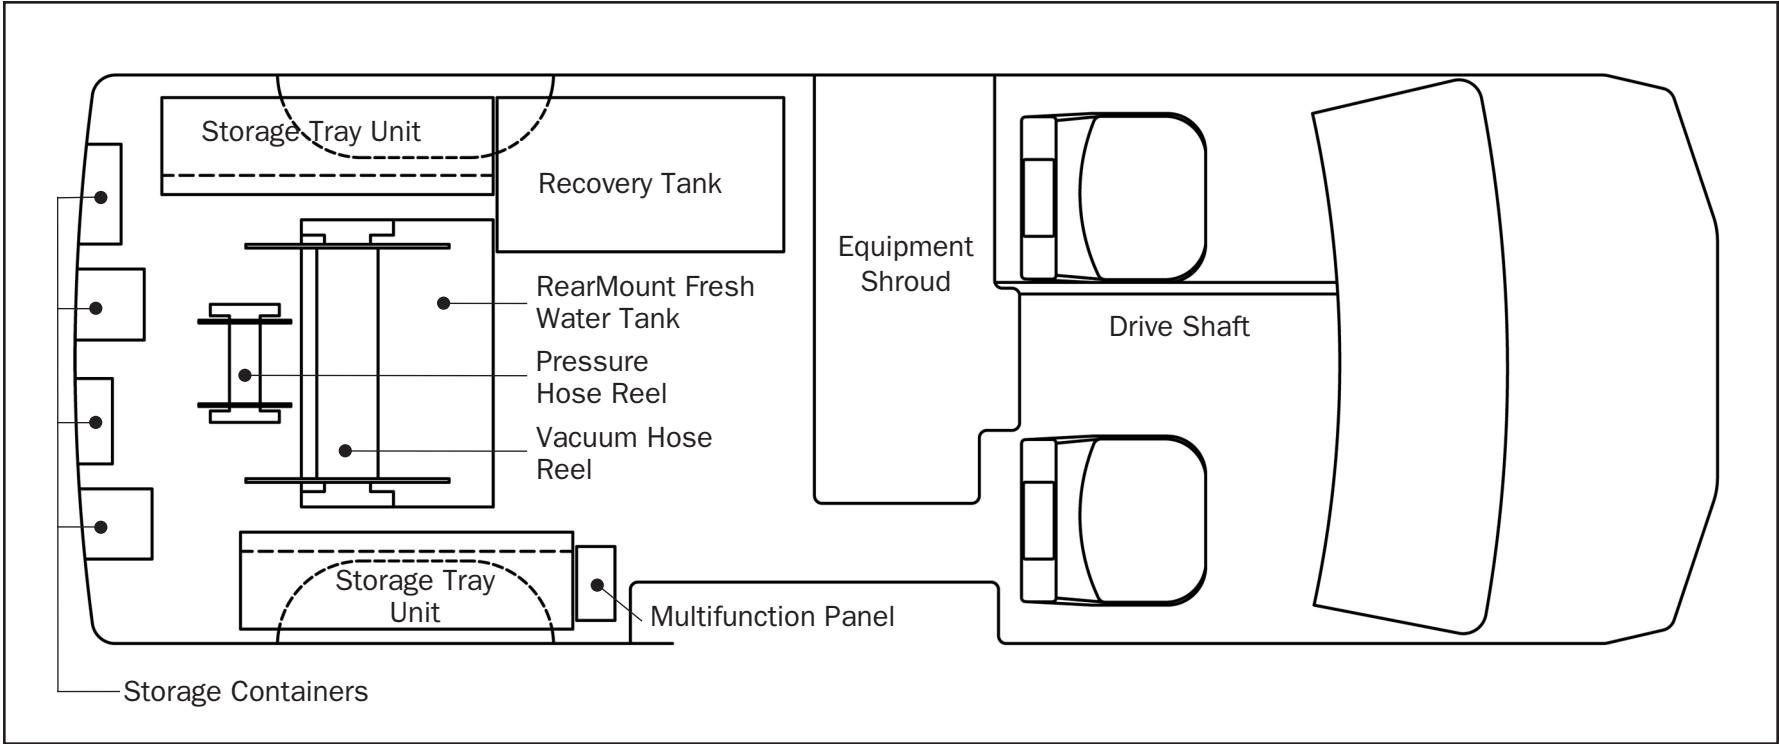 Storage Tray Unit
Recovery Tank
Equipment
Shroud
RearMount Fresh
Water Tank
Drive Shaft
Pressure
Hose Reel
Vacuum Hose
Reel
Storage Tray
Unit
Multifunction Panel
Storage Containers